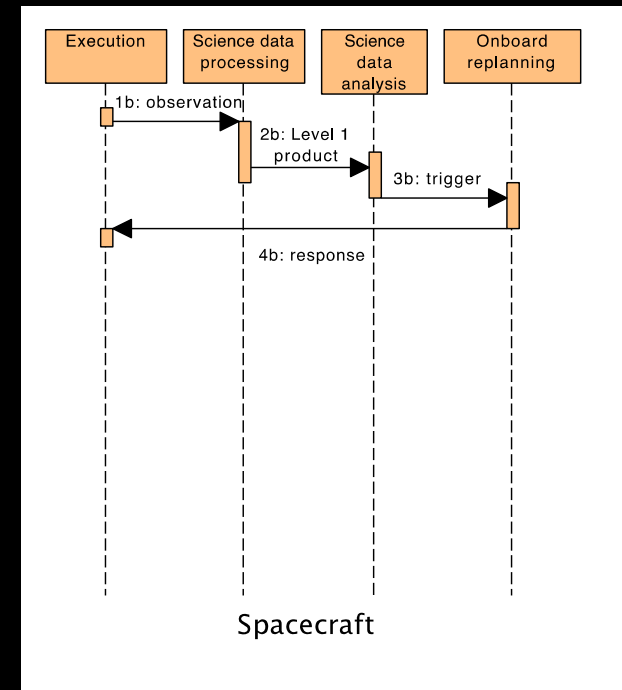 Execution
Science data
processing
Science
data
analysis
Onboard
replanning
1b: observation
2b: Level 1
product
3b: trigger
4b: response
Spacecraft